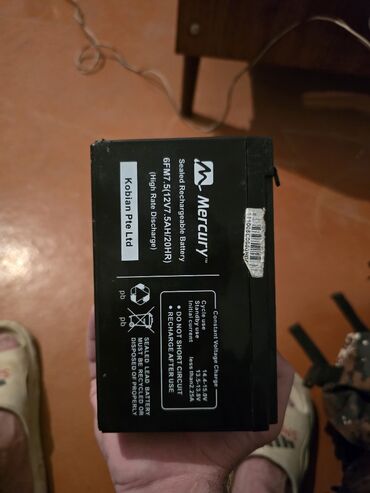 Mercury™
Sealed Rechargeable Battery
6FM7.5(12V7.5AH/20HR)
(High Rate Discharge)
Kobian Pte Ltd
Constant Voltage Charge
Cycle use 14.4-15.0V
Standby use 13.5-13.8V
Initial current less than2.25A
• DO NOT SHORT CIRCUIT
• RECHARGE AFTER USE!
Pb
Pb
SEALED LEAD BATTERY
MUST BE RECYCLED OR
DISPOSED OF PROPERLY